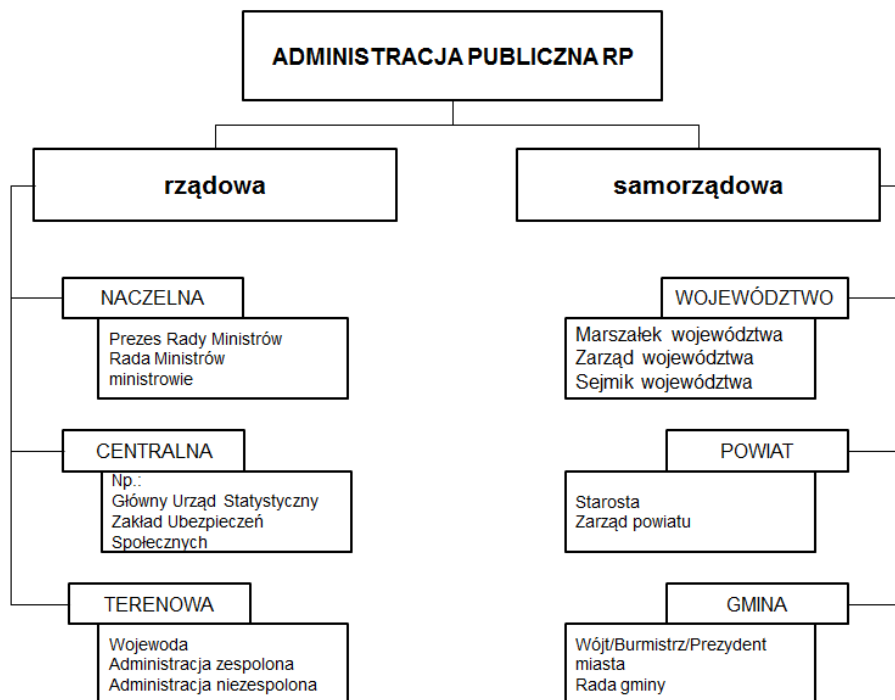 ADMINISTRACJA PUBLICZNA RP
rządowa
samorządowa
NACZELNA
Prezes Rady Ministrów
Rada Ministrów
ministrowie
CENTRALNA
Np.:
Główny Urząd Statystyczny
Zakład Ubezpieczeń
Społecznych
TERENOWA
Wojewoda
Administracja zespolona
Administracja niezespolona
WOJEWÓDZTWO
Marszałek województwa
Zarząd województwa
Sejmik województwa
POWIAT
Starosta
Zarząd powiatu
GMINA
Wójt/Burmistrz/Prezydent
miasta
Rada gminy